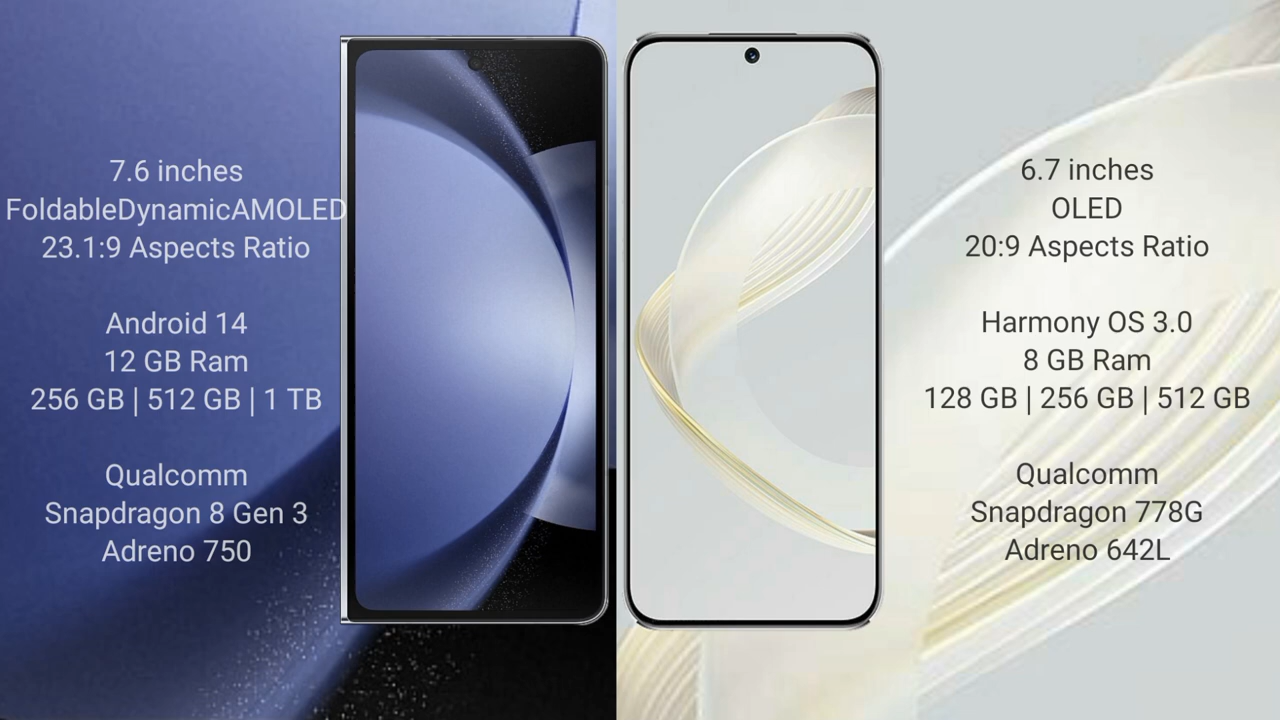 7.6 inches
FoldableDynamicAMOLED
23.1:9 Aspects Ratio
Android 14
12 GB Ram
256 GB | 512 GB | 1 TB
Qualcomm
Snapdragon 8 Gen 3
Adreno 750
6.7 inches
OLED
20:9 Aspects Ratio
Harmony OS 3.0
8 GB Ram
128 GB | 256 GB | 512 GB
Qualcomm
Snapdragon 778G
Adreno 642L